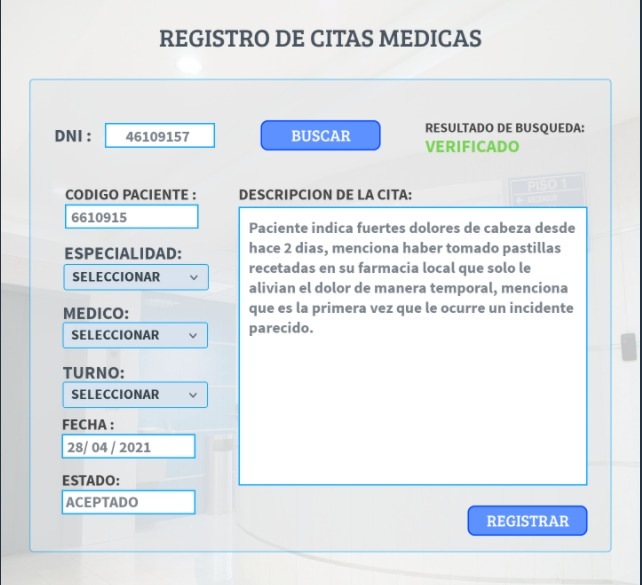 REGISTRO DE CITAS MEDICAS
DNI : 46109157 BUSCAR RESULTADO DE BUSQUEDA:
VERIFICADO
CODIGO PACIENTE :
6610915
ESPECIALIDAD:
SELECCIONAR
MEDICO:
SELECCIONAR
TURNO:
SELECCIONAR
FECHA :
28/ 04 / 2021
ESTADO:
ACEPTADO
DESCRIPCION DE LA CITA:
Paciente indica fuertes dolores de cabeza desde
hace 2 dias, menciona haber tomado pastillas
recetadas en su farmacia local que solo le
alivian el dolor de manera temporal, menciona
que es la primera vez que le ocurre un incidente
parecido.
PISO 1
REGISTRAR